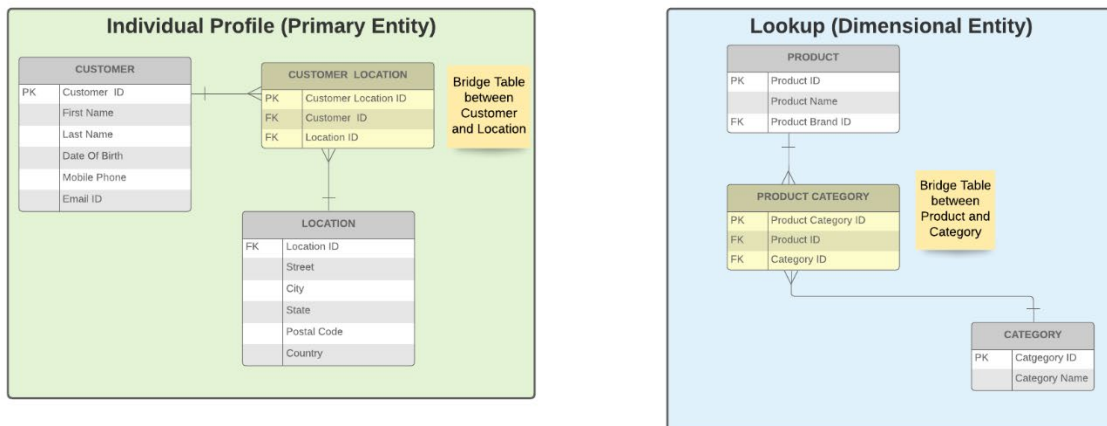 Individual Profile (Primary Entity)
CUSTOMER
PK Customer ID
First Name
Last Name
Date Of Birth
Mobile Phone
Email ID
CUSTOMER LOCATION
PK Customer Location ID
FK Customer ID
FK Location ID
Bridge Table
between
Customer
and Location
LOCATION
FK Location ID
Street
City
State
Postal Code
Country
Lookup (Dimensional Entity)
PRODUCT
PK Product ID
Product Name
FK Product Brand ID
PRODUCT CATEGORY
PK Product Category ID
FK Product ID
FK Category ID
Bridge Table
between
Product and
Category
CATEGORY
PK Catgegory ID
Category Name